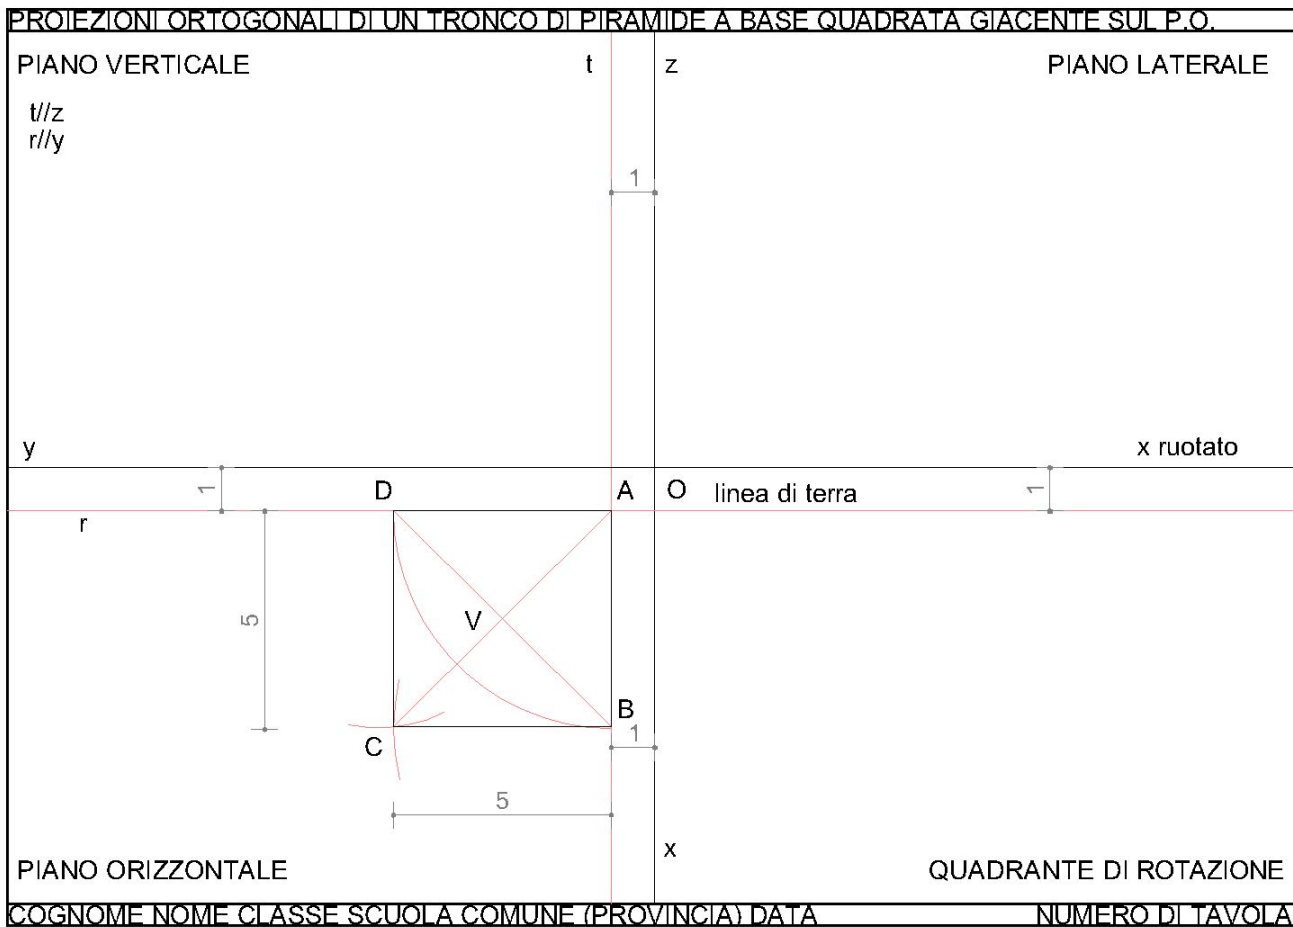 PROIEZIONI ORTOGONALI DI UN TRONCO DI PIRAMIDE A BASE QUADRATA GIACENTE SUL P.O.
PIANO VERTICALE
t
z
PIANO LATERALE
t//z
r//y
1
y
x ruotato
1
D
A
O
linea di terra
1
r
5
V
B
C
1
5
x
PIANO ORIZZONTALE
QUADRANTE DI ROTAZIONE
COGNOME NOME CLASSE SCUOLA COMUNE (PROVINCIA) DATA
NUMERO DI TAVOLA